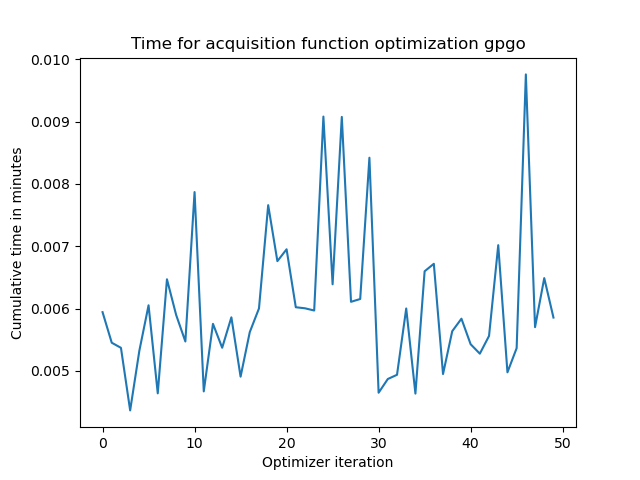 Time for acquisition function optimization gpgo
0.010
0.009
0.008
0.007
0.006
0.005
Cumulative time in minutes
0 10 20 30 40 50
Optimizer iteration